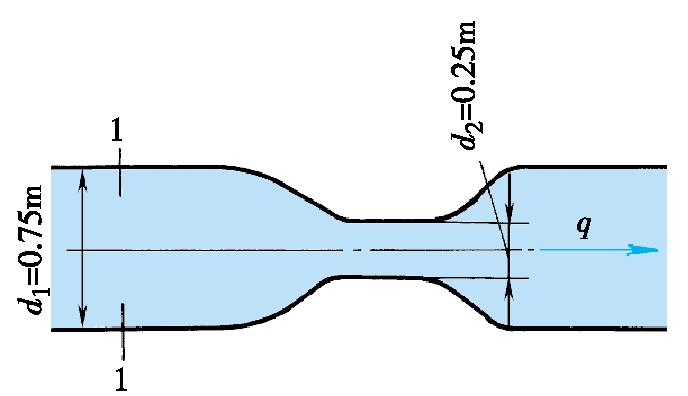 1
d₂=0.25m
d₁=0.75m
q
1